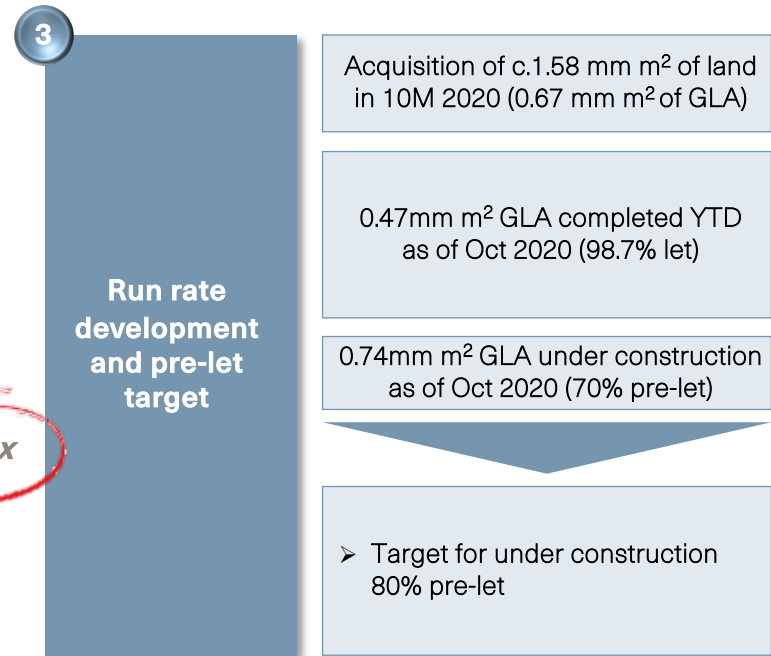 3
Run rate
development
and pre-let
target
x
Acquisition of c.1.58 mm m² of land
in 10M 2020 (0.67 mm m² of GLA)
0.47mm m² GLA completed YTD
as of Oct 2020 (98.7% let)
0.74mm m² GLA under construction
as of Oct 2020 (70% pre-let)
➢ Target for under construction
80% pre-let